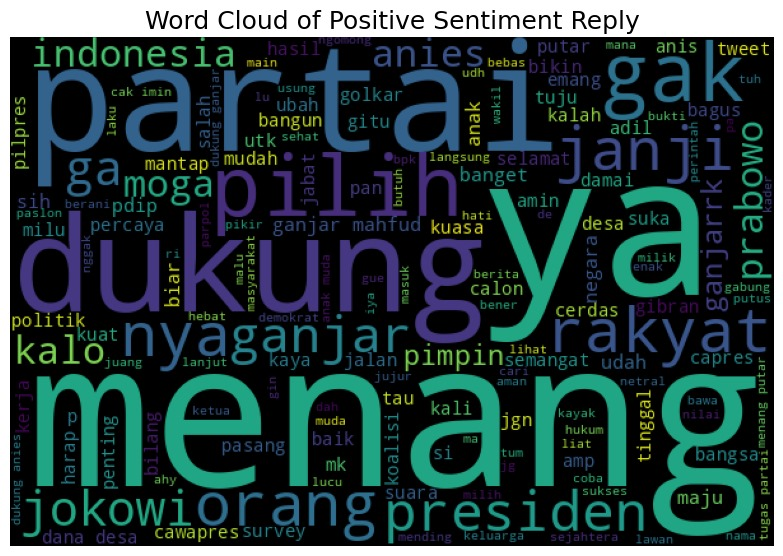 Word Cloud of Positive Sentiment Reply
indonesia
hasil
ngomong
anies
putar
mana
anis
tweet
partai
gak
main
udh
bebas
bikin
cak imin
lu
usung
emang
tuh
pilpres
laku
salah
dukung ganjar
ubah
golkar
anak
tuju
wakil
bukti
bangun
gitu
kalah
bagus
utk
sehat
adil
ga
mantap
mudah
bpk
langsung
selamat
janji
perintah
moga
jabat
pilih
butuh
banget
damai
prabowo
kader
sih
berani
pdip
pan
amin
ya
paslon
parpol
pikir
hati
de
suka
milu
percaya
ganjar mahfud
kuasa
desa
ganjarrk
dukung
nggak
biar
ri
malu
masyarakat
anak muda
gue
iya
masuk
berita
calon
bener
negara
milik
enak
gabung
putus
hebat
demokrat
cerdas
gibran
politik
kuat
nya
ganjar
rakyat
kalo
juang
lanjut
kaya
jalan
pimpin
semangat
lihat
udah
capres
menang
jujur
cari
aman
netral
bawa
kerja
gin
tau
kali
kayak
nilai
ketua
dah
muda
jgn
hukum
tinggal
menang putar
harap p
penting
bilang
baik
koalisi
si
ma
liat
bangsa
pasang
mk
tum
amp
coba
dukung anies
ahy
lucu
jg
sukses
tugas partai
jokowi
orang
suara
milih
presiden
maju
dana desa
cawapres
survey
mending
keluarga
sejahtera
lawan
nama